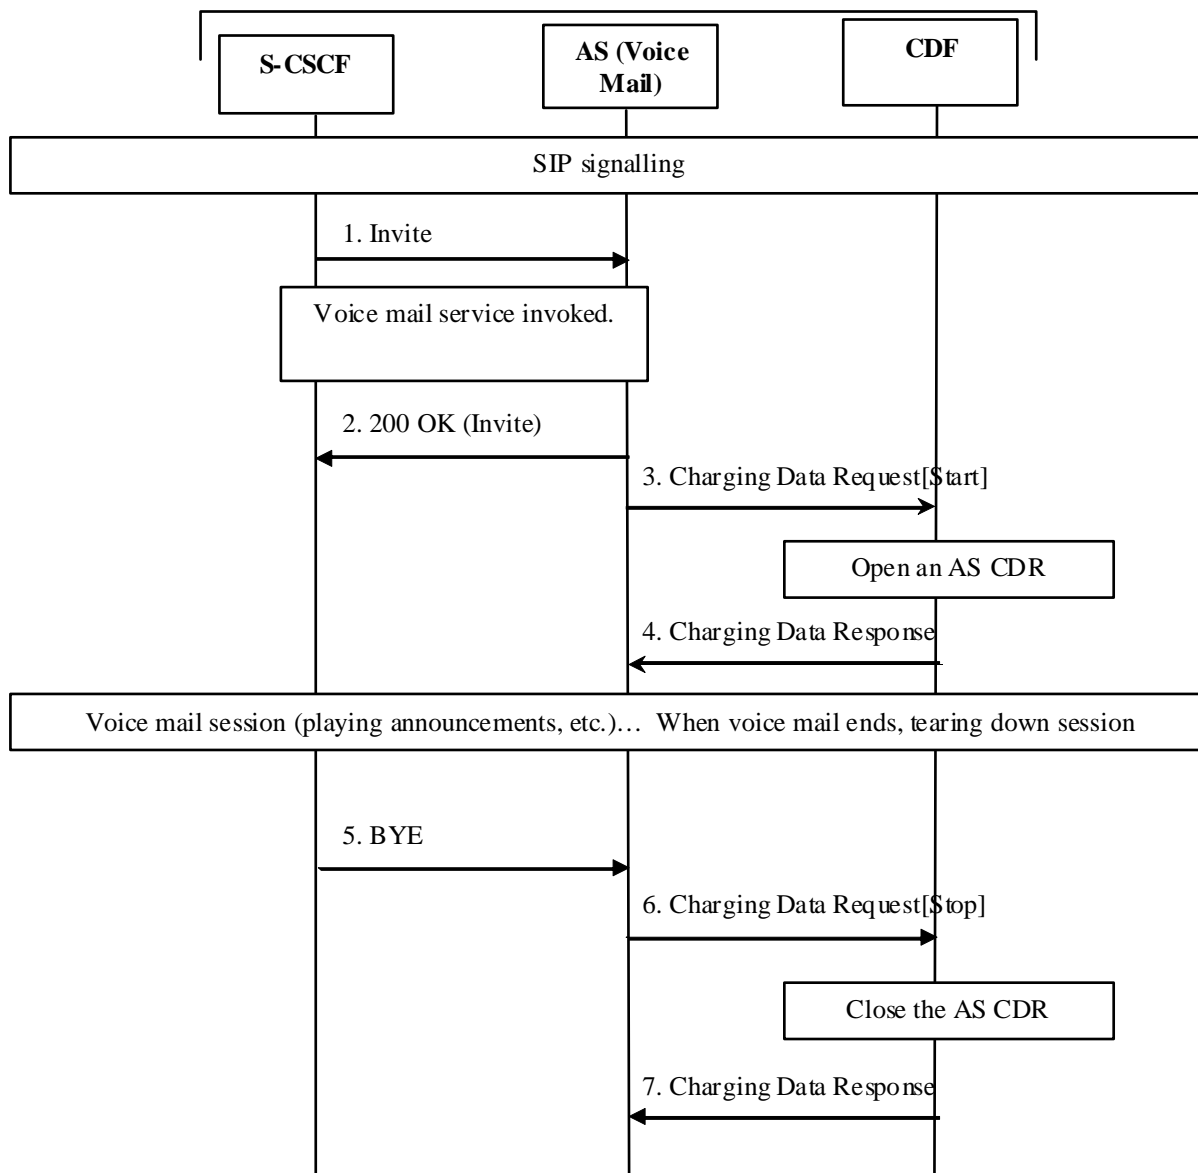 S-CSCF
AS (Voice
Mail)
CDF
SIP signalling
1. Invite
Voice mail service invoked.
2. 200 OK (Invite)
3. Charging Data Request[Start]
Open an AS CDR
4. Charging Data Response
Voice mail session (playing announcements, etc.)… When voice mail ends, tearing down session
5. BYE
6. Charging Data Request[Stop]
Close the AS CDR
7. Charging Data Response